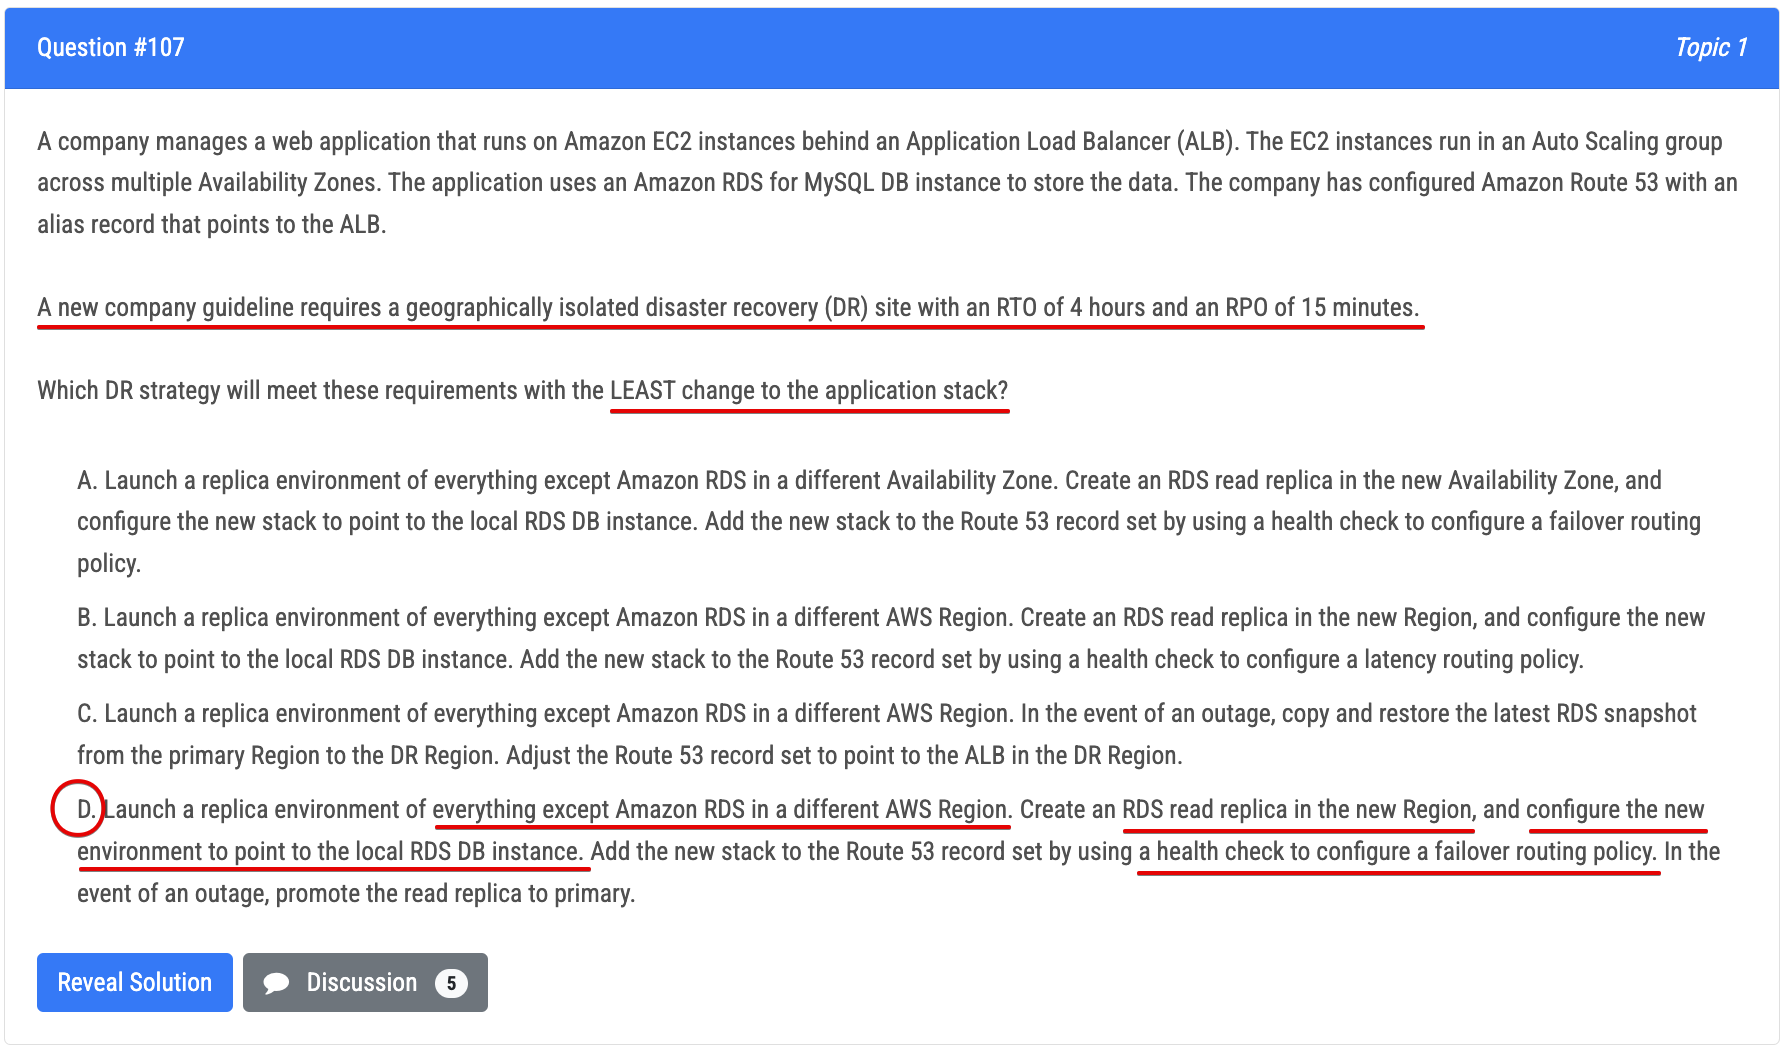 Question #107
Topic 1
A company manages a web application that runs on Amazon EC2 instances behind an Application Load Balancer (ALB). The EC2 instances run in an Auto Scaling group
across multiple Availability Zones. The application uses an Amazon RDS for MySQL DB instance to store the data. The company has configured Amazon Route 53 with an
alias record that points to the ALB.
A new company guideline requires a geographically isolated disaster recovery (DR) site with an RTO of 4 hours and an RPO of 15 minutes.
Which DR strategy will meet these requirements with the LEAST change to the application stack?
A. Launch a replica environment of everything except Amazon RDS in a different Availability Zone. Create an RDS read replica in the new Availability Zone, and
configure the new stack to point to the local RDS DB instance. Add the new stack to the Route 53 record set by using a health check to configure a failover routing
policy.
B. Launch a replica environment of everything except Amazon RDS in a different AWS Region. Create an RDS read replica in the new Region, and configure the new
stack to point to the local RDS DB instance. Add the new stack to the Route 53 record set by using a health check to configure a latency routing policy.
C. Launch a replica environment of everything except Amazon RDS in a different AWS Region. In the event of an outage, copy and restore the latest RDS snapshot
from the primary Region to the DR Region. Adjust the Route 53 record set to point to the ALB in the DR Region.
D. Launch a replica environment of everything except Amazon RDS in a different AWS Region. Create an RDS read replica in the new Region, and configure the new
environment to point to the local RDS DB instance. Add the new stack to the Route 53 record set by using a health check to configure a failover routing policy. In the
event of an outage, promote the read replica to primary.
Reveal Solution
Discussion 5